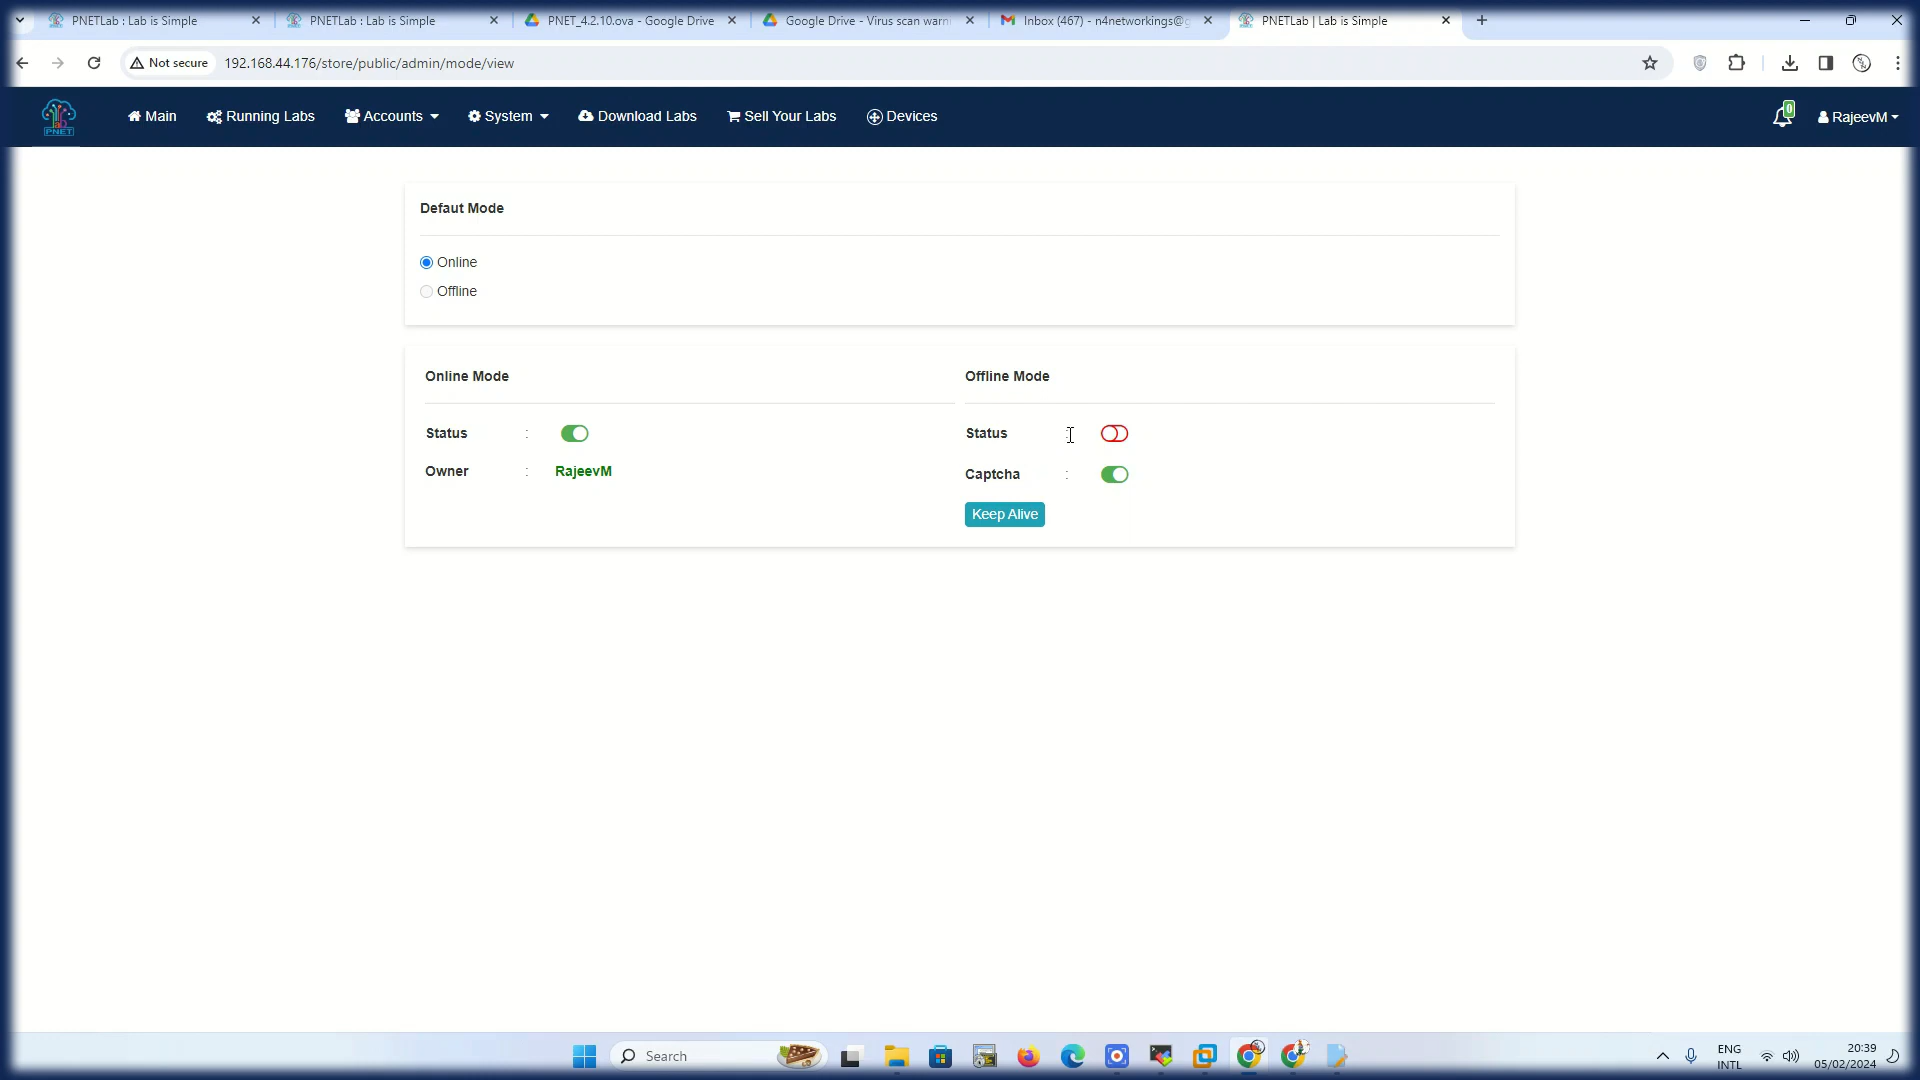 PNETLab : Lab is Simple
PNETLab : Lab is Simple
PNET_4.2.10.ova - Google Drive
Google Drive - Virus scan warn
Inbox (467) - n4networkings@g
PNETLab | Lab is Simple
Not secure
192.168.44.176/store/public/admin/mode/view
PNET
Main
Running Labs
Accounts
System
Download Labs
Sell Your Labs
Devices
0
RajeevM
Defaut Mode
Online
Offline
Online Mode
Offline Mode
Status :
Status :
Owner : RajeevM
Captcha :
Keep Alive
Search
ENG
INTL
20:39
05/02/2024